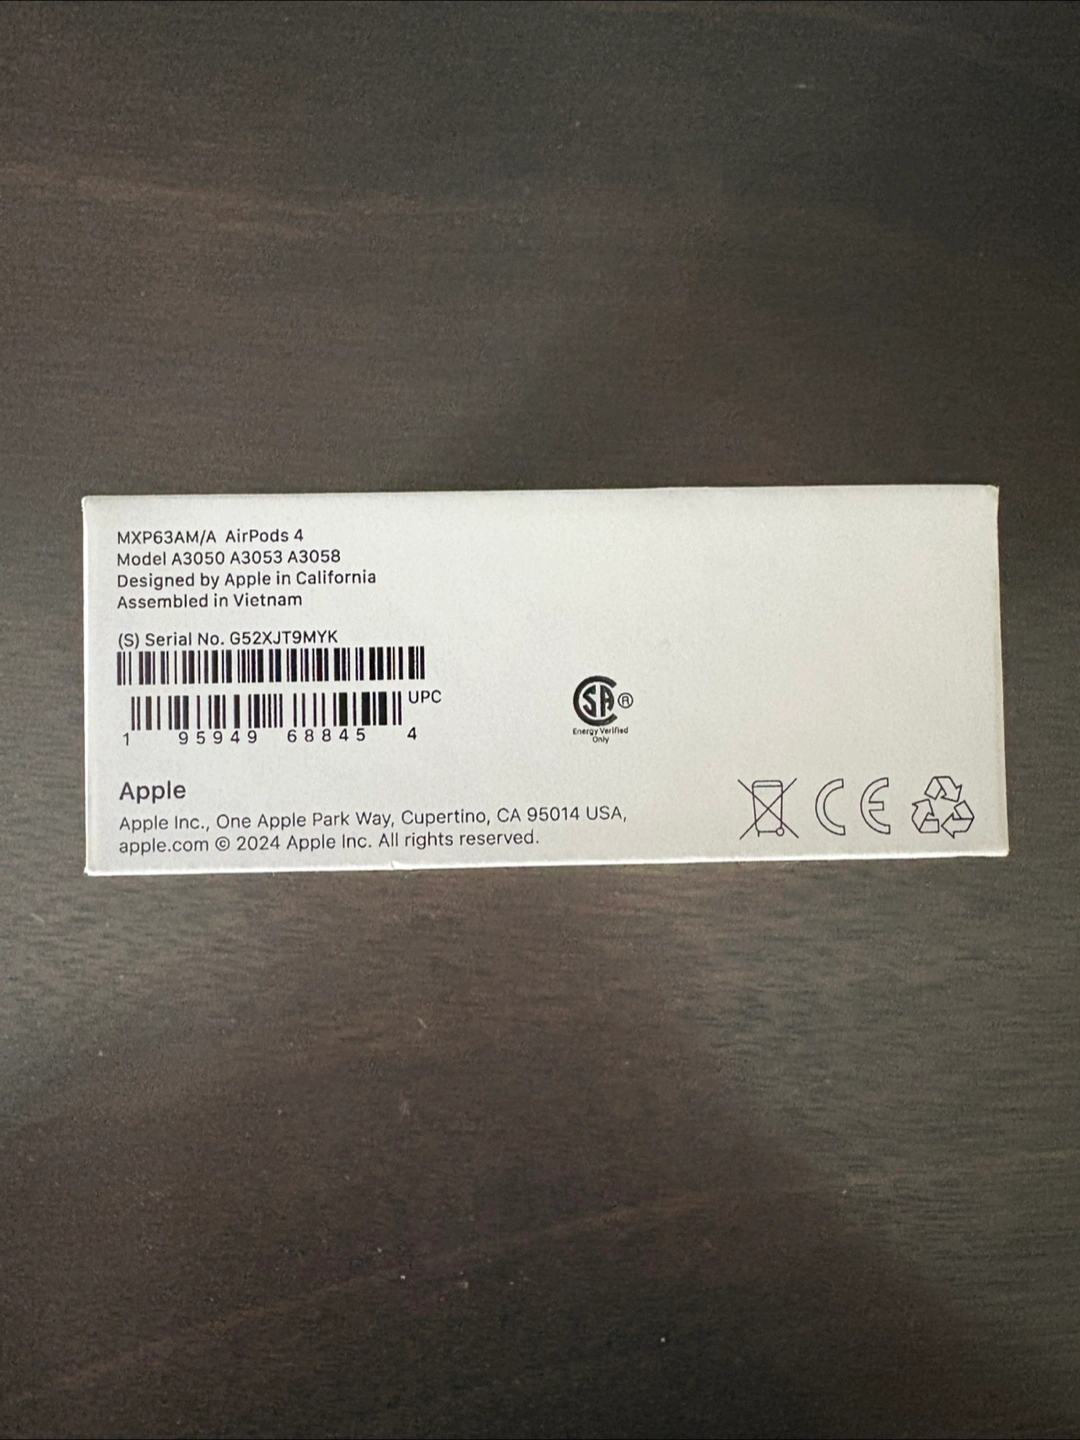 MXP63AM/A AirPods 4
Model A3050 A3053 A3058
Designed by Apple in California
Assembled in Vietnam
(S) Serial No. G52XJT9MYK
UPC
1 95949 68845 4
SA®
Energy Verified
Only
Apple
Apple Inc., One Apple Park Way, Cupertino, CA 95014 USA,
apple.com © 2024 Apple Inc. All rights reserved.
CE